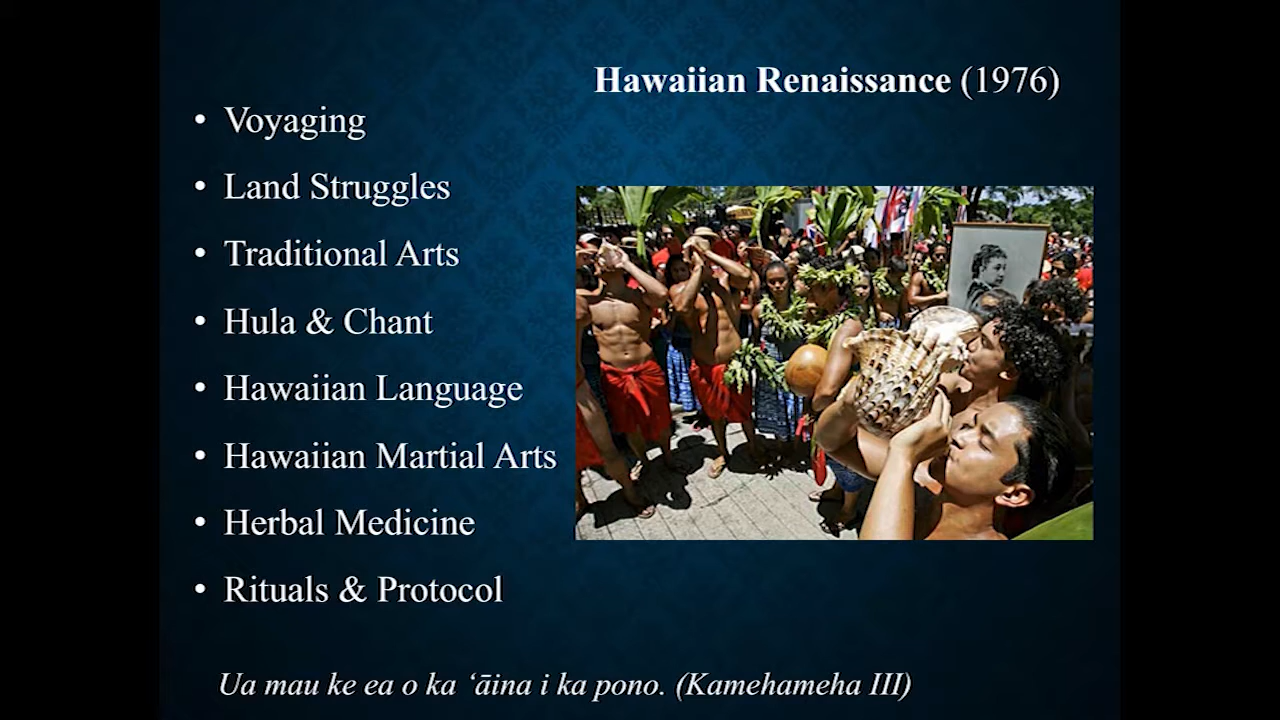 Hawaiian Renaissance (1976)
• Voyaging
• Land Struggles
• Traditional Arts
• Hula & Chant
• Hawaiian Language
• Hawaiian Martial Arts
• Herbal Medicine
• Rituals & Protocol
Ua mau ke ea o ka ‘āina i ka pono. (Kamehameha III)